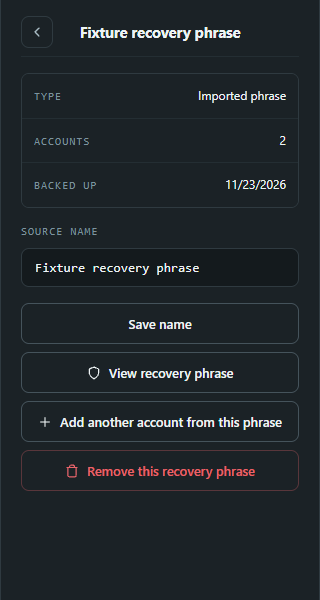 Fixture recovery phrase
TYPE Imported phrase
ACCOUNTS 2
BACKED UP 11/23/2026
SOURCE NAME
Fixture recovery phrase
Save name
View recovery phrase
Add another account from this phrase
Remove this recovery phrase